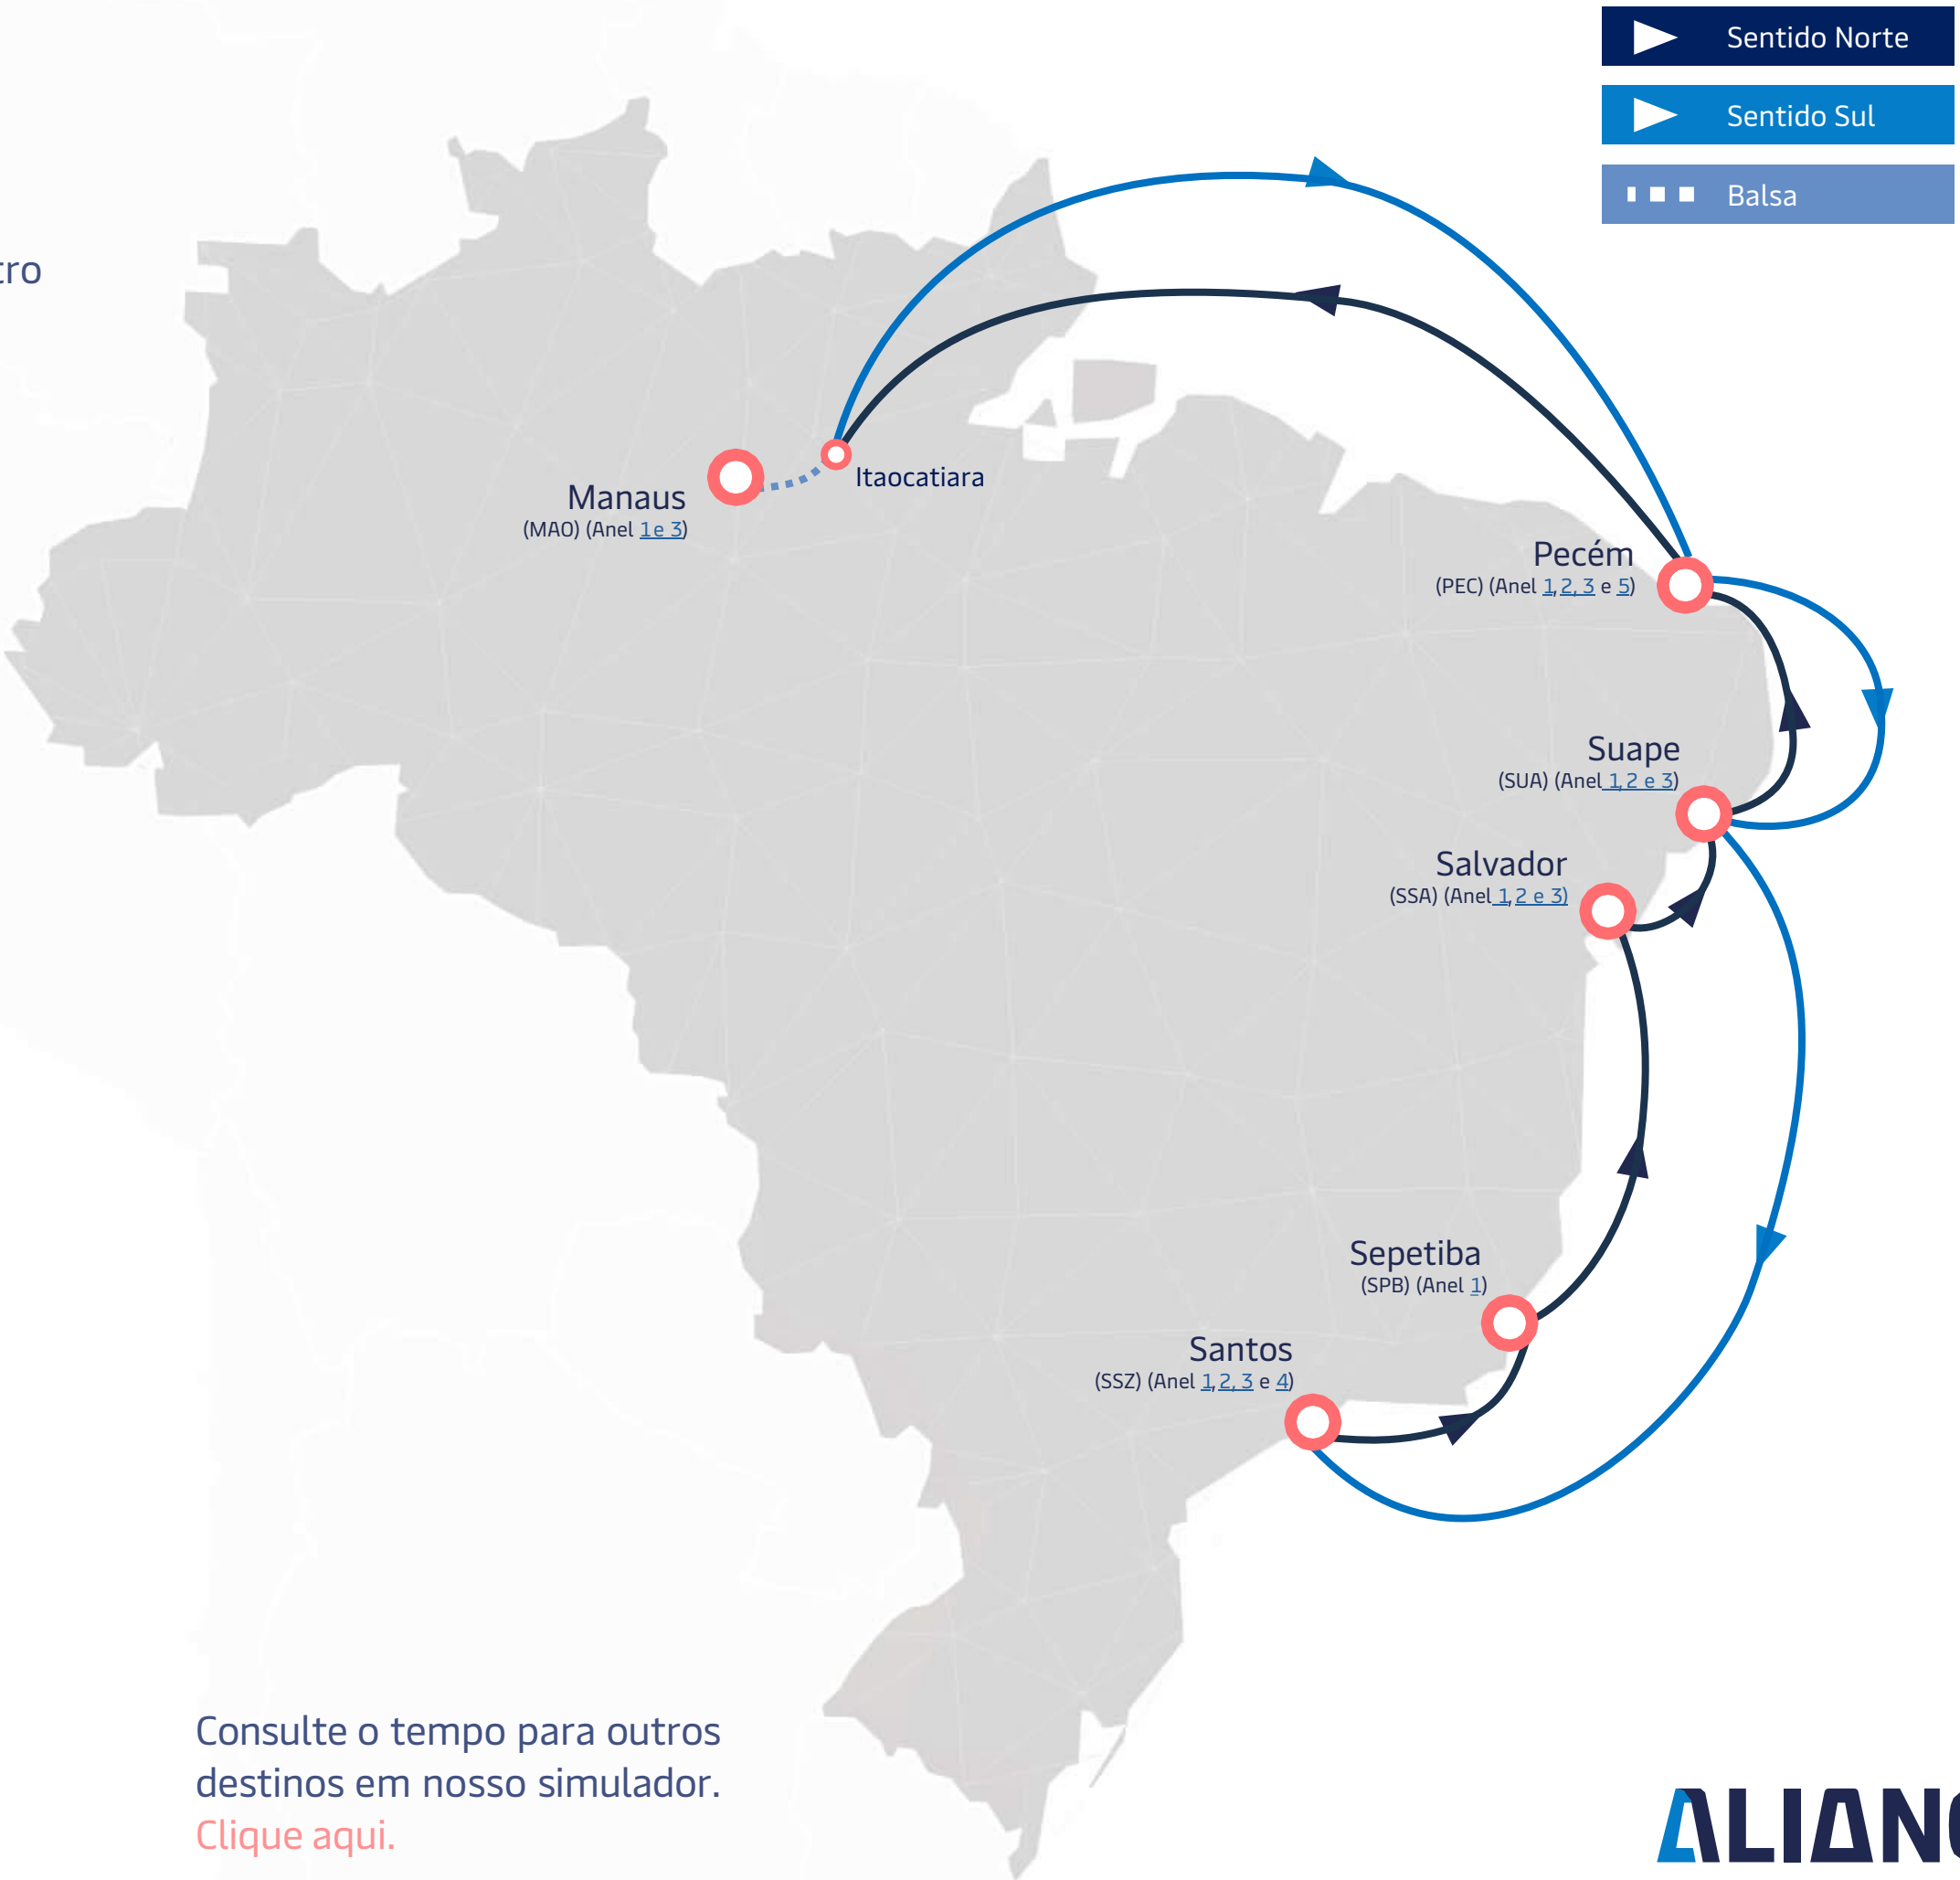 Sentido Norte
Sentido Sul
Balsa
tro
Itaocatiara
Manaus
(MAO) (Anel 1 e 3)
Pecém
(PEC) (Anel 1, 2, 3 e 5)
Suape
(SUA) (Anel 1, 2 e 3)
Salvador
(SSA) (Anel 1, 2 e 3)
Sepetiba
(SPB) (Anel 1)
Santos
(SSZ) (Anel 1, 2, 3 e 4)
Consulte o tempo para outros
destinos em nosso simulador.
Clique aqui.
ALIANC